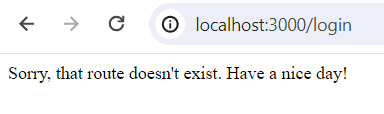 localhost:3000/login
Sorry, that route doesn't exist. Have a nice day!